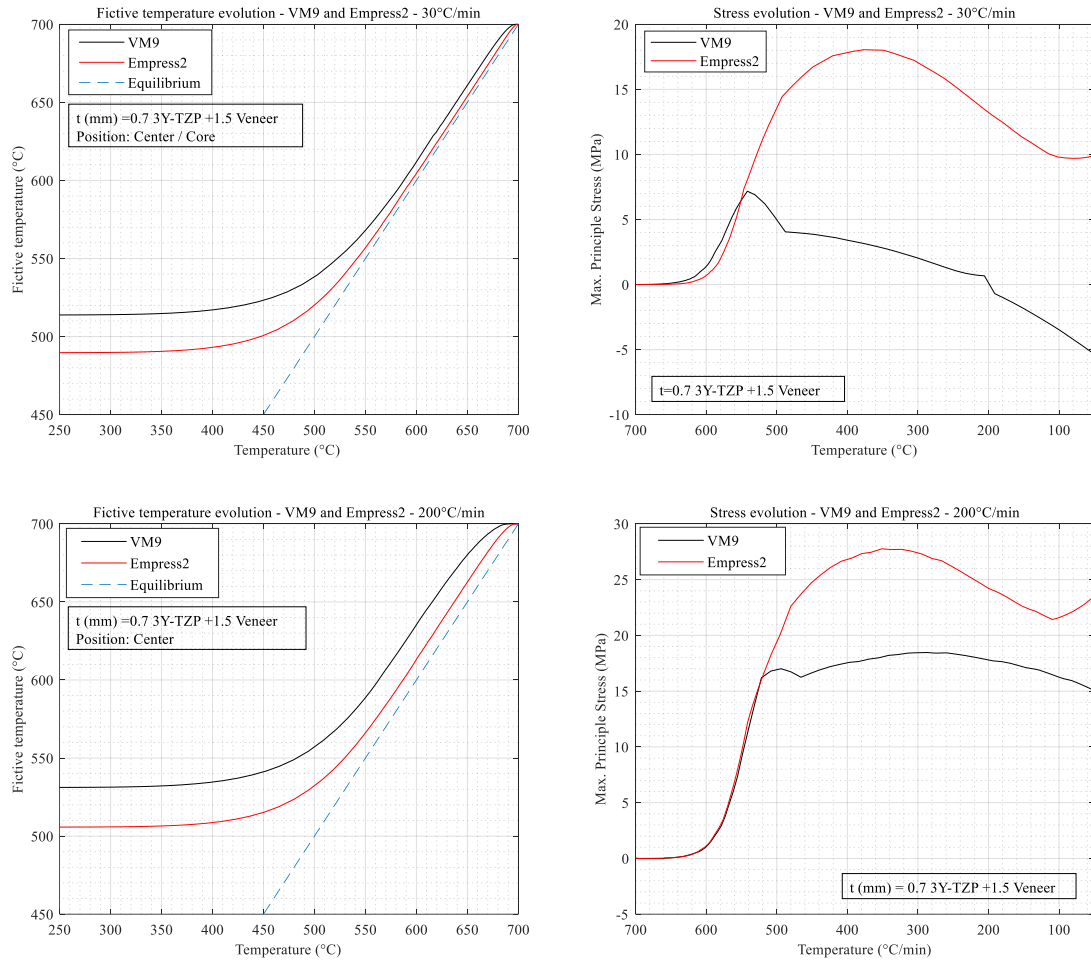 Fictive temperature evolution - VM9 and Empress2 - 30°C/min
700
650
600
550
500
450
Fictive temperature (°C)
VM9
Empress2
Equilibrium
t (mm) =0.7 3Y-TZP +1.5 Veneer
Position: Center / Core
250 300 350 400 450 500 550 600 650 700
Temperature (°C)
Stress evolution - VM9 and Empress2 - 30°C/min
20
15
10
5
0
-5
-10
Max. Principle Stress (MPa)
VM9
Empress2
t=0.7 3Y-TZP +1.5 Veneer
700 600 500 400 300 200 100
Temperature (°C)
Fictive temperature evolution - VM9 and Empress2 - 200°C/min
700
650
600
550
500
450
Fictive temperature (°C)
VM9
Empress2
Equilibrium
t (mm) =0.7 3Y-TZP +1.5 Veneer
Position: Center
250 300 350 400 450 500 550 600 650 700
Temperature (°C)
Stress evolution - VM9 and Empress2 - 200°C/min
30
25
20
15
10
5
0
-5
Max. Principle Stress (MPa)
VM9
Empress2
t (mm) = 0.7 3Y-TZP +1.5 Veneer
700 600 500 400 300 200 100
Temperature (°C/min)